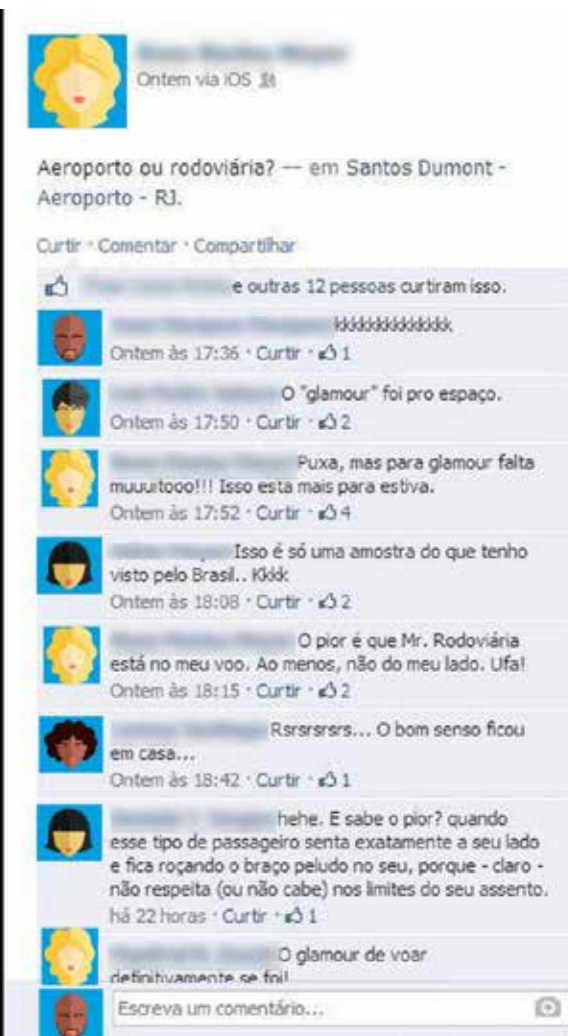 Ontem via iOS
Aeroporto ou rodoviária? — em Santos Dumont -
Aeroporto - RJ.
Curtir · Comentar · Compartilhar
e outras 12 pessoas curtiram isso.
kkkkkkkkkkkkk
Ontem às 17:36 · Curtir · 1
O "glamour" foi pro espaço.
Ontem às 17:50 · Curtir · 2
Puxa, mas para glamour falta
muuuitooo!!! Isso esta mais para estiva.
Ontem às 17:52 · Curtir · 4
Isso é só uma amostra do que tenho
visto pelo Brasil.. Kkkk
Ontem às 18:08 · Curtir · 2
O pior é que Mr. Rodoviária
está no meu voo. Ao menos, não do meu lado. Ufa!
Ontem às 18:15 · Curtir · 2
Rsrsrsrs... O bom senso ficou
em casa...
Ontem às 18:42 · Curtir · 1
hehe. E sabe o pior? quando
esse tipo de passageiro senta exatamente a seu lado
e fica roçando o braço peludo no seu, porque - claro -
não respeita (ou não cabe) nos limites do seu assento.
há 22 horas · Curtir · 1
O glamour de voar
definitivamente se foi!
Escreva um comentário...